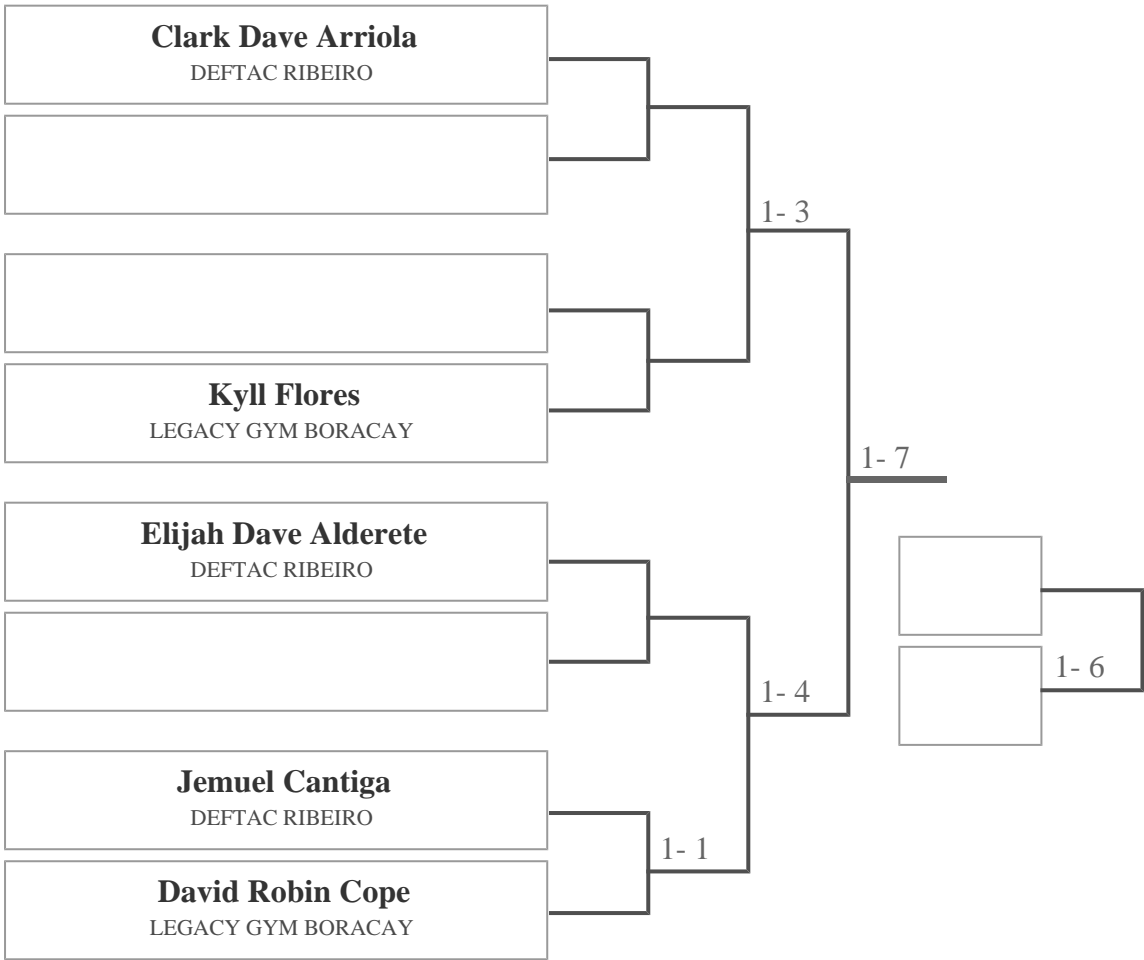 Clark Dave Arriola
DEFTAC RIBEIRO
1- 3
Kyll Flores
LEGACY GYM BORACAY
1- 7
Elijah Dave Alderete
DEFTAC RIBEIRO
1- 6
1- 4
Jemuel Cantiga
DEFTAC RIBEIRO
1- 1
David Robin Cope
LEGACY GYM BORACAY